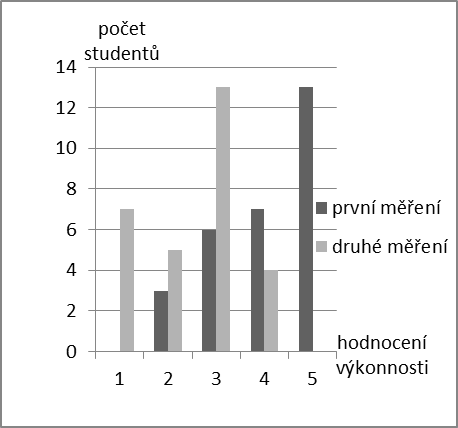 počet
studentů
14
12
10
8
6
4
2
0
1 2 3 4 5
první měření
druhé měření
hodnocení
výkonnosti